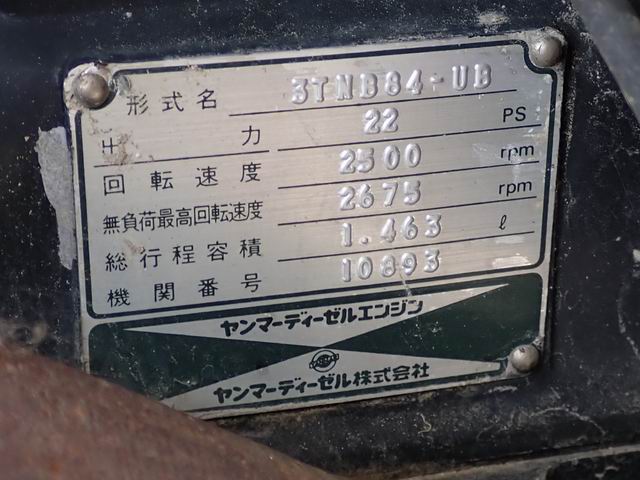 形式名 3TNB84-UB
出力 22 PS
回転速度 2500 rpm
無負荷最高回転速度 2675 rpm
総行程容積 1.463 ℓ
機関番号 10893
ヤンマーディーゼルエンジン
ヤンマーディーゼル株式会社